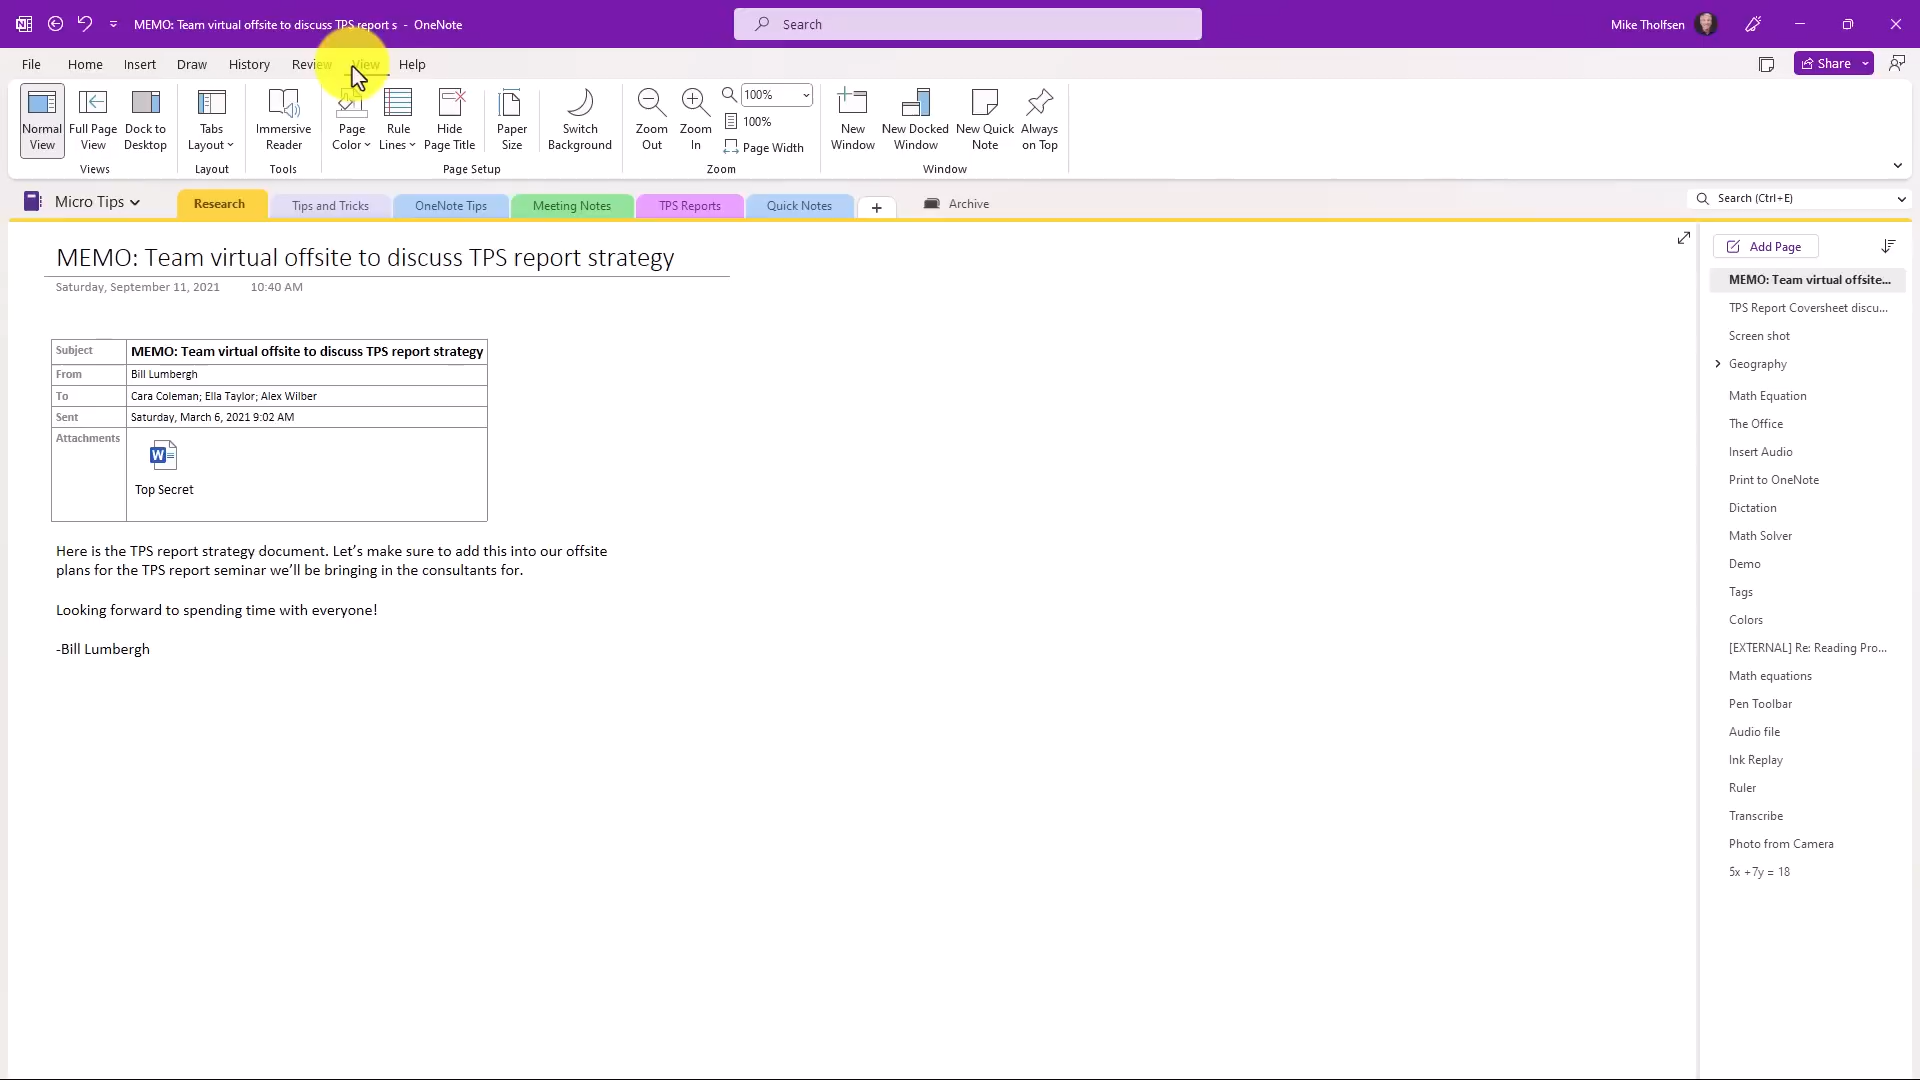 MEMO: Team virtual offsite to discuss TPS report s - OneNote
Search
Mike Tholfsen
File Home Insert Draw History Review View Help
Share
Normal View
Full Page View
Dock to Desktop
Views
Tabs Layout
Layout
Immersive Reader
Tools
Page Color
Rule Lines
Hide Page Title
Paper Size
Page Setup
Switch Background
Zoom Out
Zoom In
100%
100%
Page Width
Zoom
New Window
New Docked Window
New Quick Note
Always on Top
Window
Micro Tips
Research
Tips and Tricks
OneNote Tips
Meeting Notes
TPS Reports
Quick Notes
Archive
Search (Ctrl+E)
MEMO: Team virtual offsite to discuss TPS report strategy
Saturday, September 11, 2021 10:40 AM
Subject MEMO: Team virtual offsite to discuss TPS report strategy
From Bill Lumbergh
To Cara Coleman; Ella Taylor; Alex Wilber
Sent Saturday, March 6, 2021 9:02 AM
Attachments
W
Top Secret
Here is the TPS report strategy document. Let’s make sure to add this into our offsite
plans for the TPS report seminar we’ll be bringing in the consultants for.
Looking forward to spending time with everyone!
-Bill Lumbergh
Add Page
MEMO: Team virtual offsite...
TPS Report Coversheet discu...
Screen shot
Geography
Math Equation
The Office
Insert Audio
Print to OneNote
Dictation
Math Solver
Demo
Tags
Colors
[EXTERNAL] Re: Reading Pro...
Math equations
Pen Toolbar
Audio file
Ink Replay
Ruler
Transcribe
Photo from Camera
5x +7y = 18